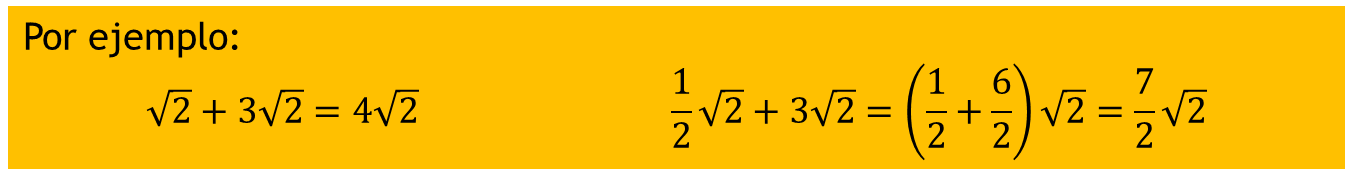 Por ejemplo:
√2 + 3√2 = 4√2
1/2 √2 + 3√2 = (1/2 + 6/2) √2 = 7/2 √2